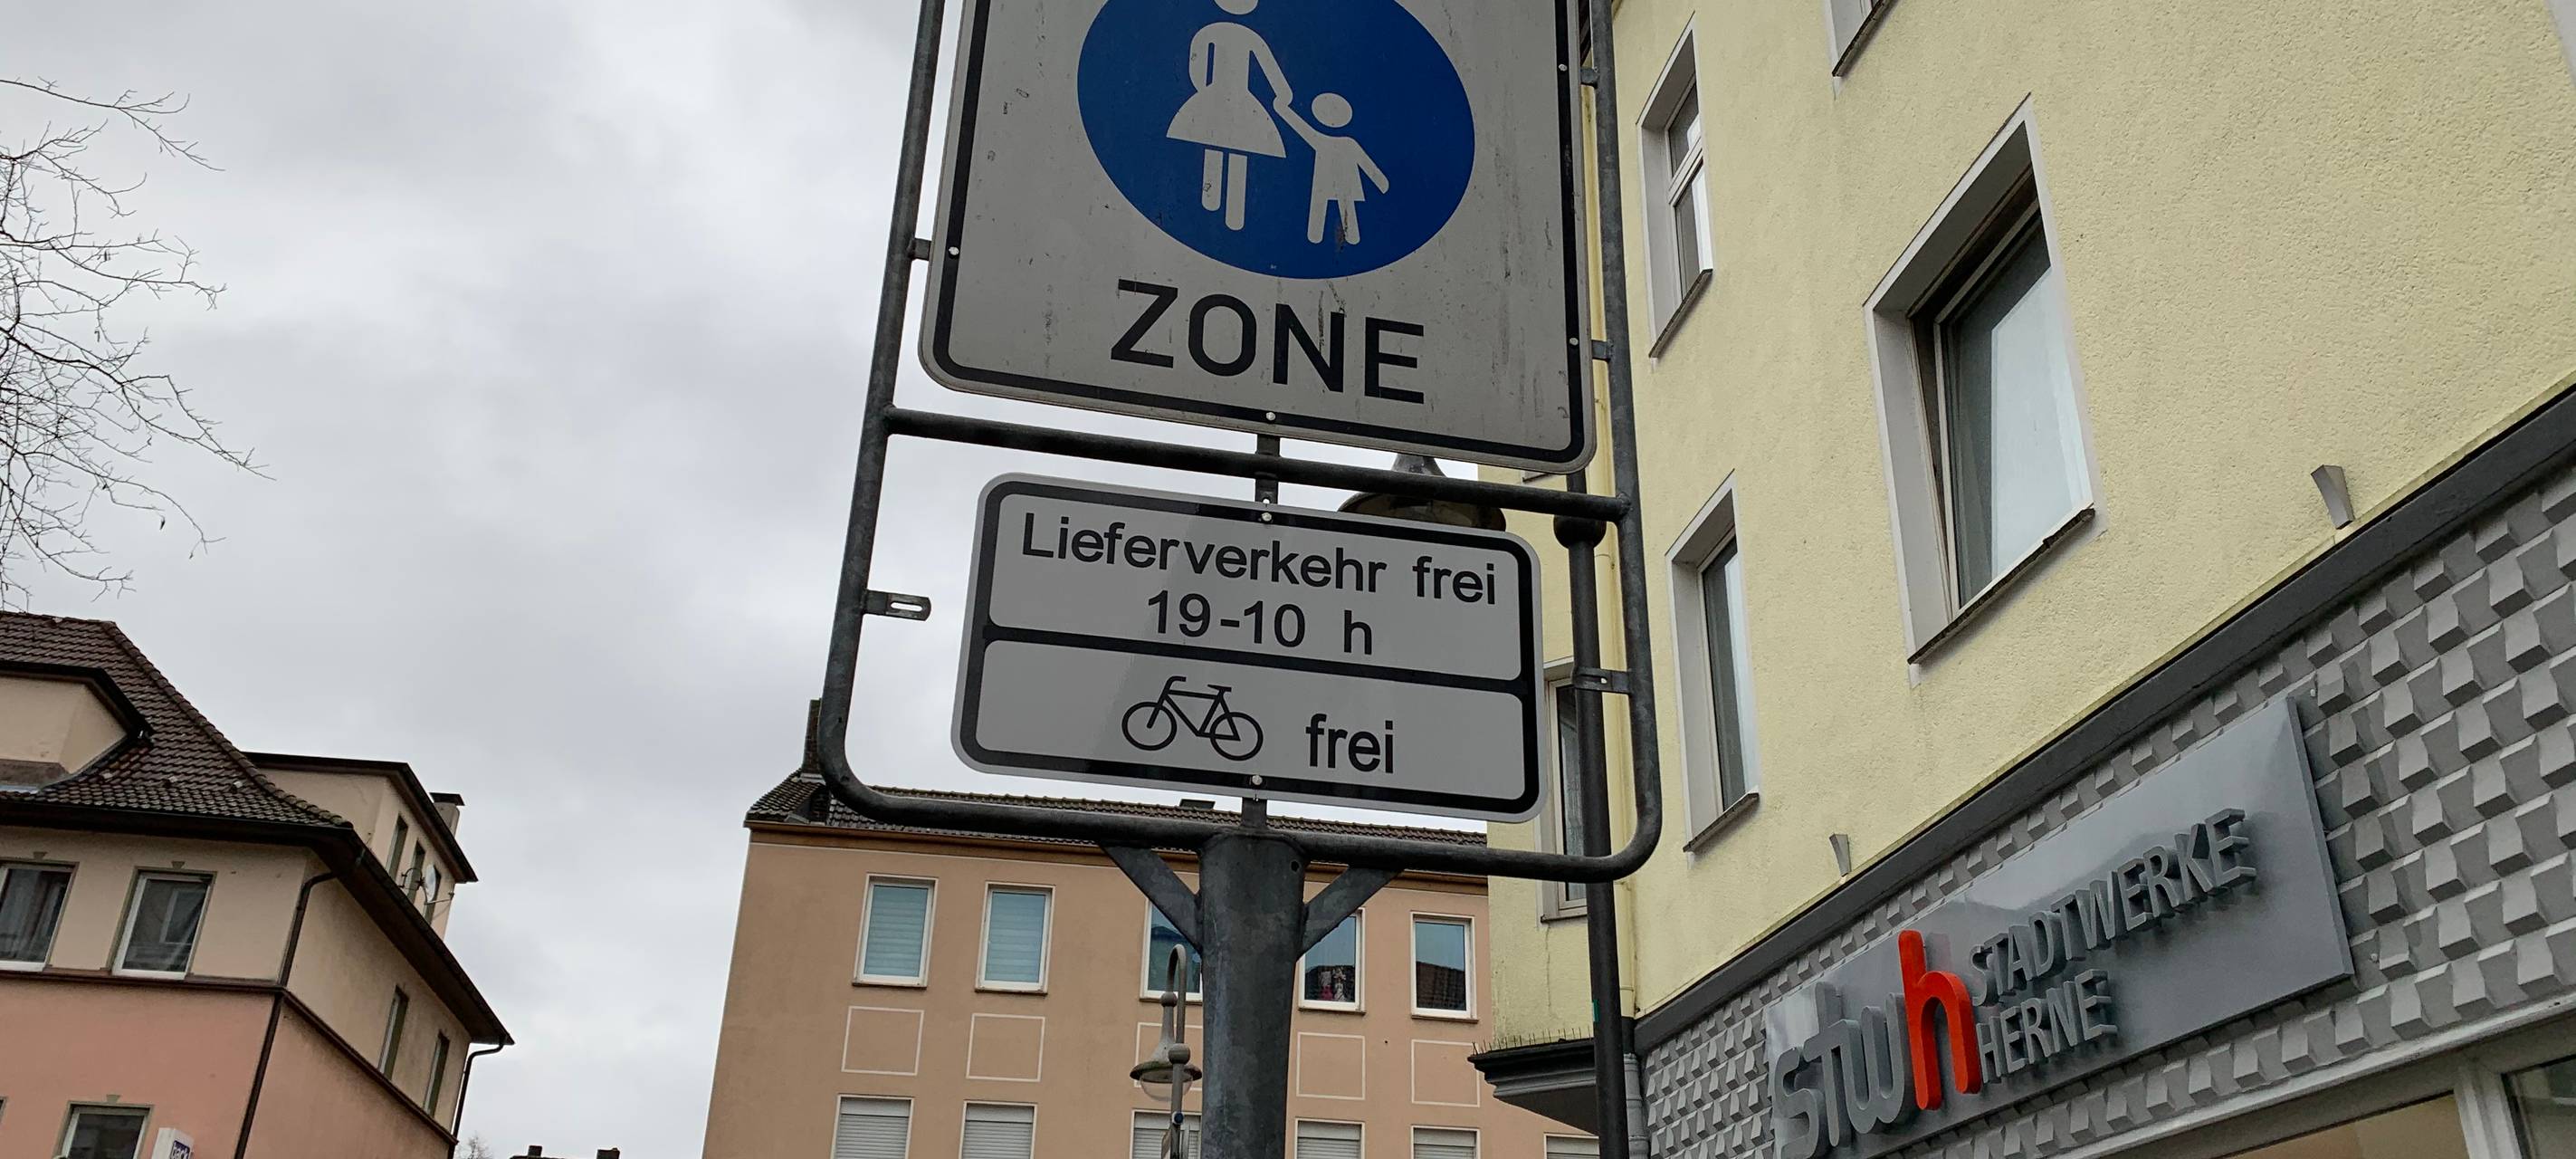 ZONE
Lieferverkehr frei
19-10 h
frei
stwh STADTWERKE
HERNE